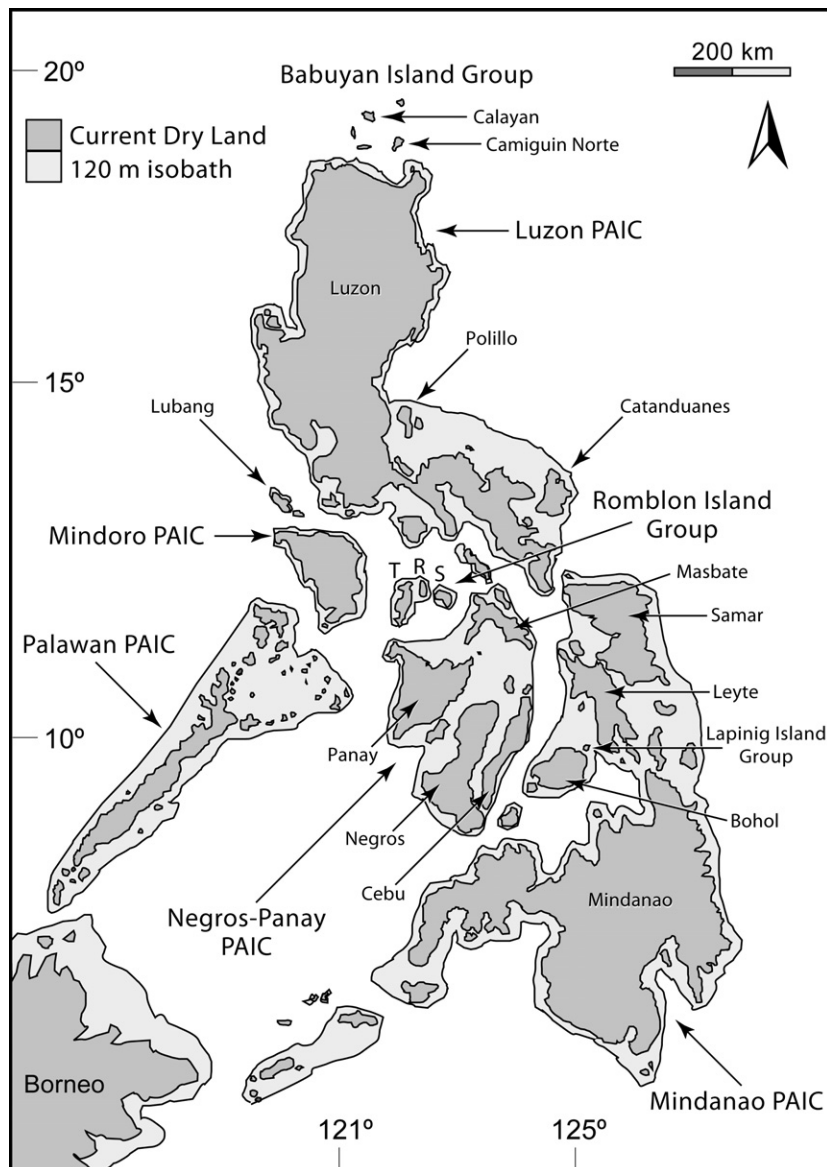 200 km
20º
Babuyan Island Group
Calayan
Current Dry Land
Camiguin Norte
120 m isobath
Luzon PAIC
Luzon
Polillo
15º
Lubang
Catanduanes
Romblon Island
Group
Mindoro PAIC
T R S
Masbate
Samar
Palawan PAIC
Leyte
10º
Lapinig Island
Group
Panay
Bohol
Negros
Cebu
Mindanao
Negros-Panay
PAIC
Borneo
Mindanao PAIC
121º
125º